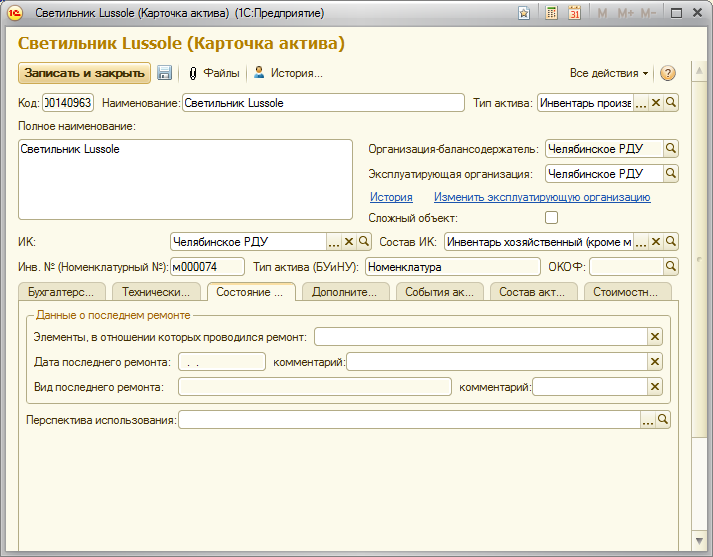 Светильник Lussole (Карточка актива) (1С:Предприятие) M M+ M-
Светильник Lussole (Карточка актива)
Записать и закрыть Файлы История... Все действия ?
Код: 00140963 Наименование: Светильник Lussole Тип актива: Инвентарь произв
Полное наименование:
Светильник Lussole
Организация-балансодержатель: Челябинское РДУ
Эксплуатирующая организация: Челябинское РДУ
История Изменить эксплуатирующую организацию
Сложный объект:
ИК: Челябинское РДУ ... Состав ИК: Инвентарь хозяйственный (кроме м ...
Инв. № (Номенклатурный №): м000074 Тип актива (БУиНУ): Номенклатура ОКОФ:
Бухгалтерс... Технически... Состояние ... Дополните... События ак... Состав акт... Стоимостн...
Данные о последнем ремонте
Элементы, в отношении которых проводился ремонт:
Дата последнего ремонта: . . комментарий:
Вид последнего ремонта: комментарий:
Перспектива использования: ...